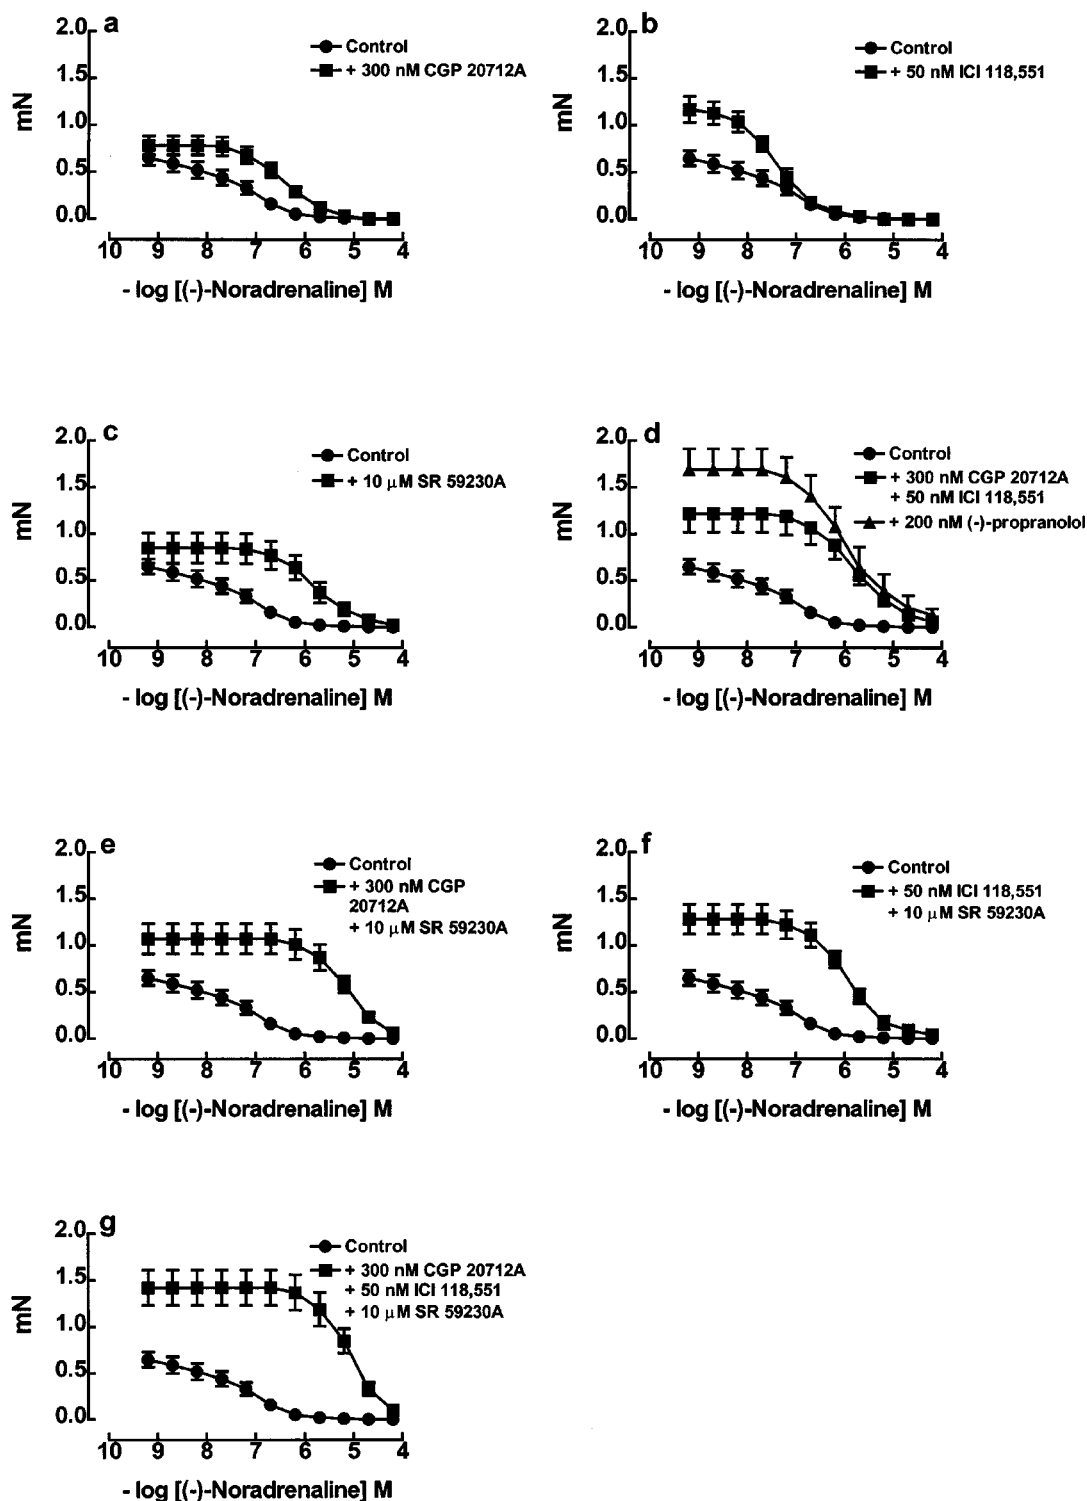 a
2.0
1.5
1.0
0.5
0.0
mN
Control
+ 300 nM CGP 20712A
10 9 8 7 6 5 4
- log [(-)-Noradrenaline] M
b
2.0
1.5
1.0
0.5
0.0
mN
Control
+ 50 nM ICI 118,551
10 9 8 7 6 5 4
- log [(-)-Noradrenaline] M
c
2.0
1.5
1.0
0.5
0.0
mN
Control
+ 10 μM SR 59230A
10 9 8 7 6 5 4
- log [(-)-Noradrenaline] M
d
2.0
1.5
1.0
0.5
0.0
mN
Control
+ 300 nM CGP 20712A
+ 50 nM ICI 118,551
+ 200 nM (-)-propranolol
10 9 8 7 6 5 4
- log [(-)-Noradrenaline] M
e
2.0
1.5
1.0
0.5
0.0
mN
Control
+ 300 nM CGP
20712A
+ 10 μM SR 59230A
10 9 8 7 6 5 4
- log [(-)-Noradrenaline] M
f
2.0
1.5
1.0
0.5
0.0
mN
Control
+ 50 nM ICI 118,551
+ 10 μM SR 59230A
10 9 8 7 6 5 4
- log [(-)-Noradrenaline] M
g
2.0
1.5
1.0
0.5
0.0
mN
Control
+ 300 nM CGP 20712A
+ 50 nM ICI 118,551
+ 10 μM SR 59230A
10 9 8 7 6 5 4
- log [(-)-Noradrenaline] M